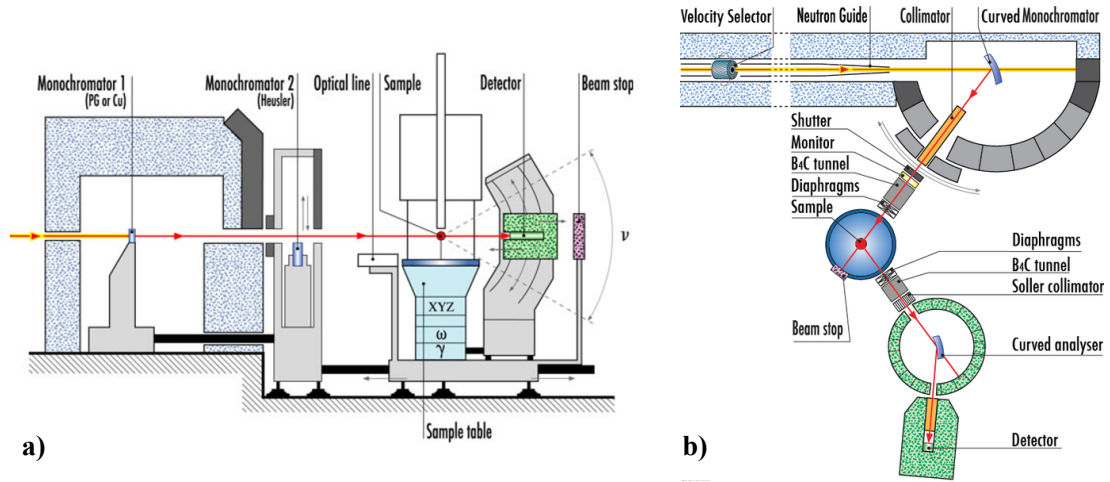 Monochromator 1
(PG or Cu)
Monochromator 2
(Heusler)
Optical line
Sample
Detector
Beam stop
ν
XYZ
ω
γ
Sample table
a)
Velocity Selector
Neutron Guide
Collimator
Curved Monochromator
Shutter
Monitor
B4C tunnel
Diaphragms
Sample
Diaphragms
B4C tunnel
Soller collimator
Beam stop
Curved analyser
Detector
b)